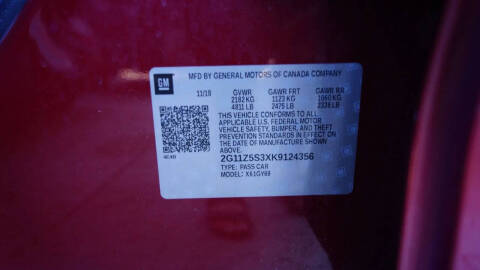 GM
MFD BY GENERAL MOTORS OF CANADA COMPANY
11/18 GVWR GAWR FRT GAWR RR
2182 KG 1123 KG 1060 KG
4811 LB 2475 LB 2336 LB
THIS VEHICLE CONFORMS TO ALL
APPLICABLE U.S. FEDERAL MOTOR
VEHICLE SAFETY, BUMPER, AND THEFT
PREVENTION STANDARDS IN EFFECT ON
THE DATE OF MANUFACTURE SHOWN
ABOVE.
2G11Z5S3XK9124356
TYPE: PASS CAR
MODEL: X61GY69